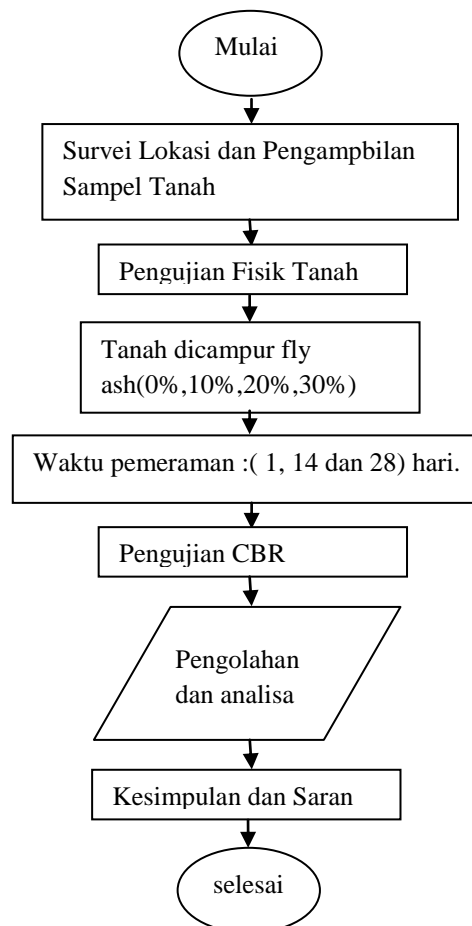 Mulai
Survei Lokasi dan Pengampbilan
Sampel Tanah
Pengujian Fisik Tanah
Tanah dicampur fly
ash(0%,10%,20%,30%)
Waktu pemeraman :( 1, 14 dan 28) hari.
Pengujian CBR
Pengolahan
dan analisa
Kesimpulan dan Saran
selesai